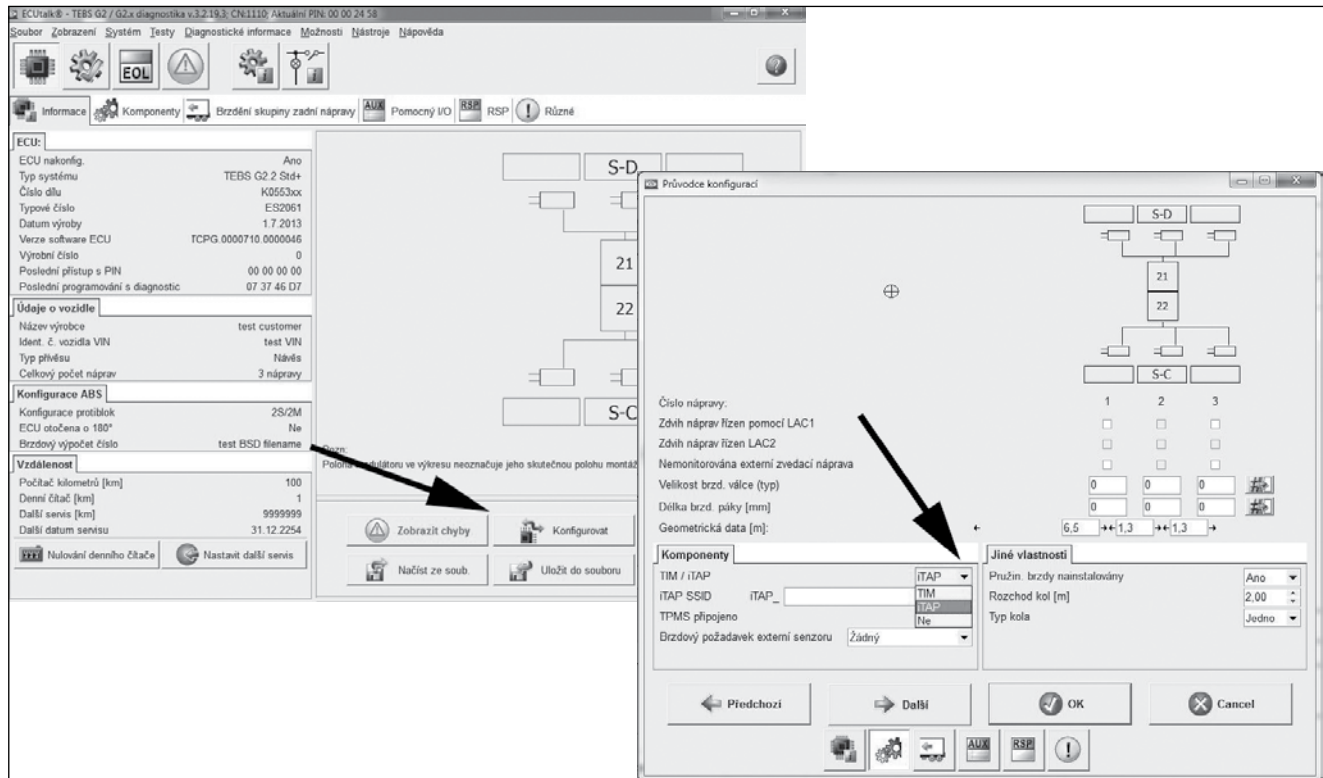 ECUtalk® - TEBS G2 / G2.x diagnostika v.3.2.19.3; CN:1110; Aktuální PIN: 00 00 24 58
Soubor Zobrazení Systém Testy Diagnostické informace Možnosti Nástroje Nápověda
EOL
Informace Komponenty Brzdění skupiny zadní nápravy AUX Pomocný I/O RSP RSP Různé
ECU:
ECU nakonfig. Ano
Typ systému TEBS G2.2 Std+
Číslo dílu K0553xx
Typové číslo ES2061
Datum výroby 1.7.2013
Verze software ECU TCPG.0000710.0000046
Výrobní číslo 0
Poslední přístup s PIN 00 00 00 00
Poslední programování s diagnostic 07 37 46 D7
Údaje o vozidle
Název výrobce test customer
Ident. č. vozidla VIN test VIN
Typ přívěsu Návěs
Celkový počet náprav 3 nápravy
Konfigurace ABS
Konfigurace protiblok 2S/2M
ECU otočena o 180° Ne
Brzdový výpočet číslo test BSD filename
Vzdálenost
Počítač kilometrů [km] 100
Denní čítač [km] 1
Další servis [km] 9999999
Další datum servisu 31.12.2254
Nulování denního čítače Nastavit další servis
S-D
21
22
S-C
Pozn:
Poloha modulátoru ve výkresu neoznačuje jeho skutečnou polohu montáž
Zobrazit chyby Konfigurovat
Načíst ze soub. Uložit do souboru
Průvodce konfigurací
S-D
21
22
S-C
Číslo nápravy: 1 2 3
Zdvih náprav řízen pomocí LAC1
Zdvih náprav řízen LAC2
Nemonitorována externí zvedací náprava
Velikost brzd. válce (typ) 0 0 0
Délka brzd. páky [mm] 0 0 0
Geometrická data [m]: 6,5 1,3 1,3
Komponenty
TIM / iTAP iTAP
TIM
iTAP
Ne
iTAP SSID iTAP_
TPMS připojeno
Brzdový požadavek externí senzoru Žádný
Jiné vlastnosti
Pružin. brzdy nainstalovány Ano
Rozchod kol [m] 2,00
Typ kola Jedno
Předchozí Další OK Cancel
AUX RSP